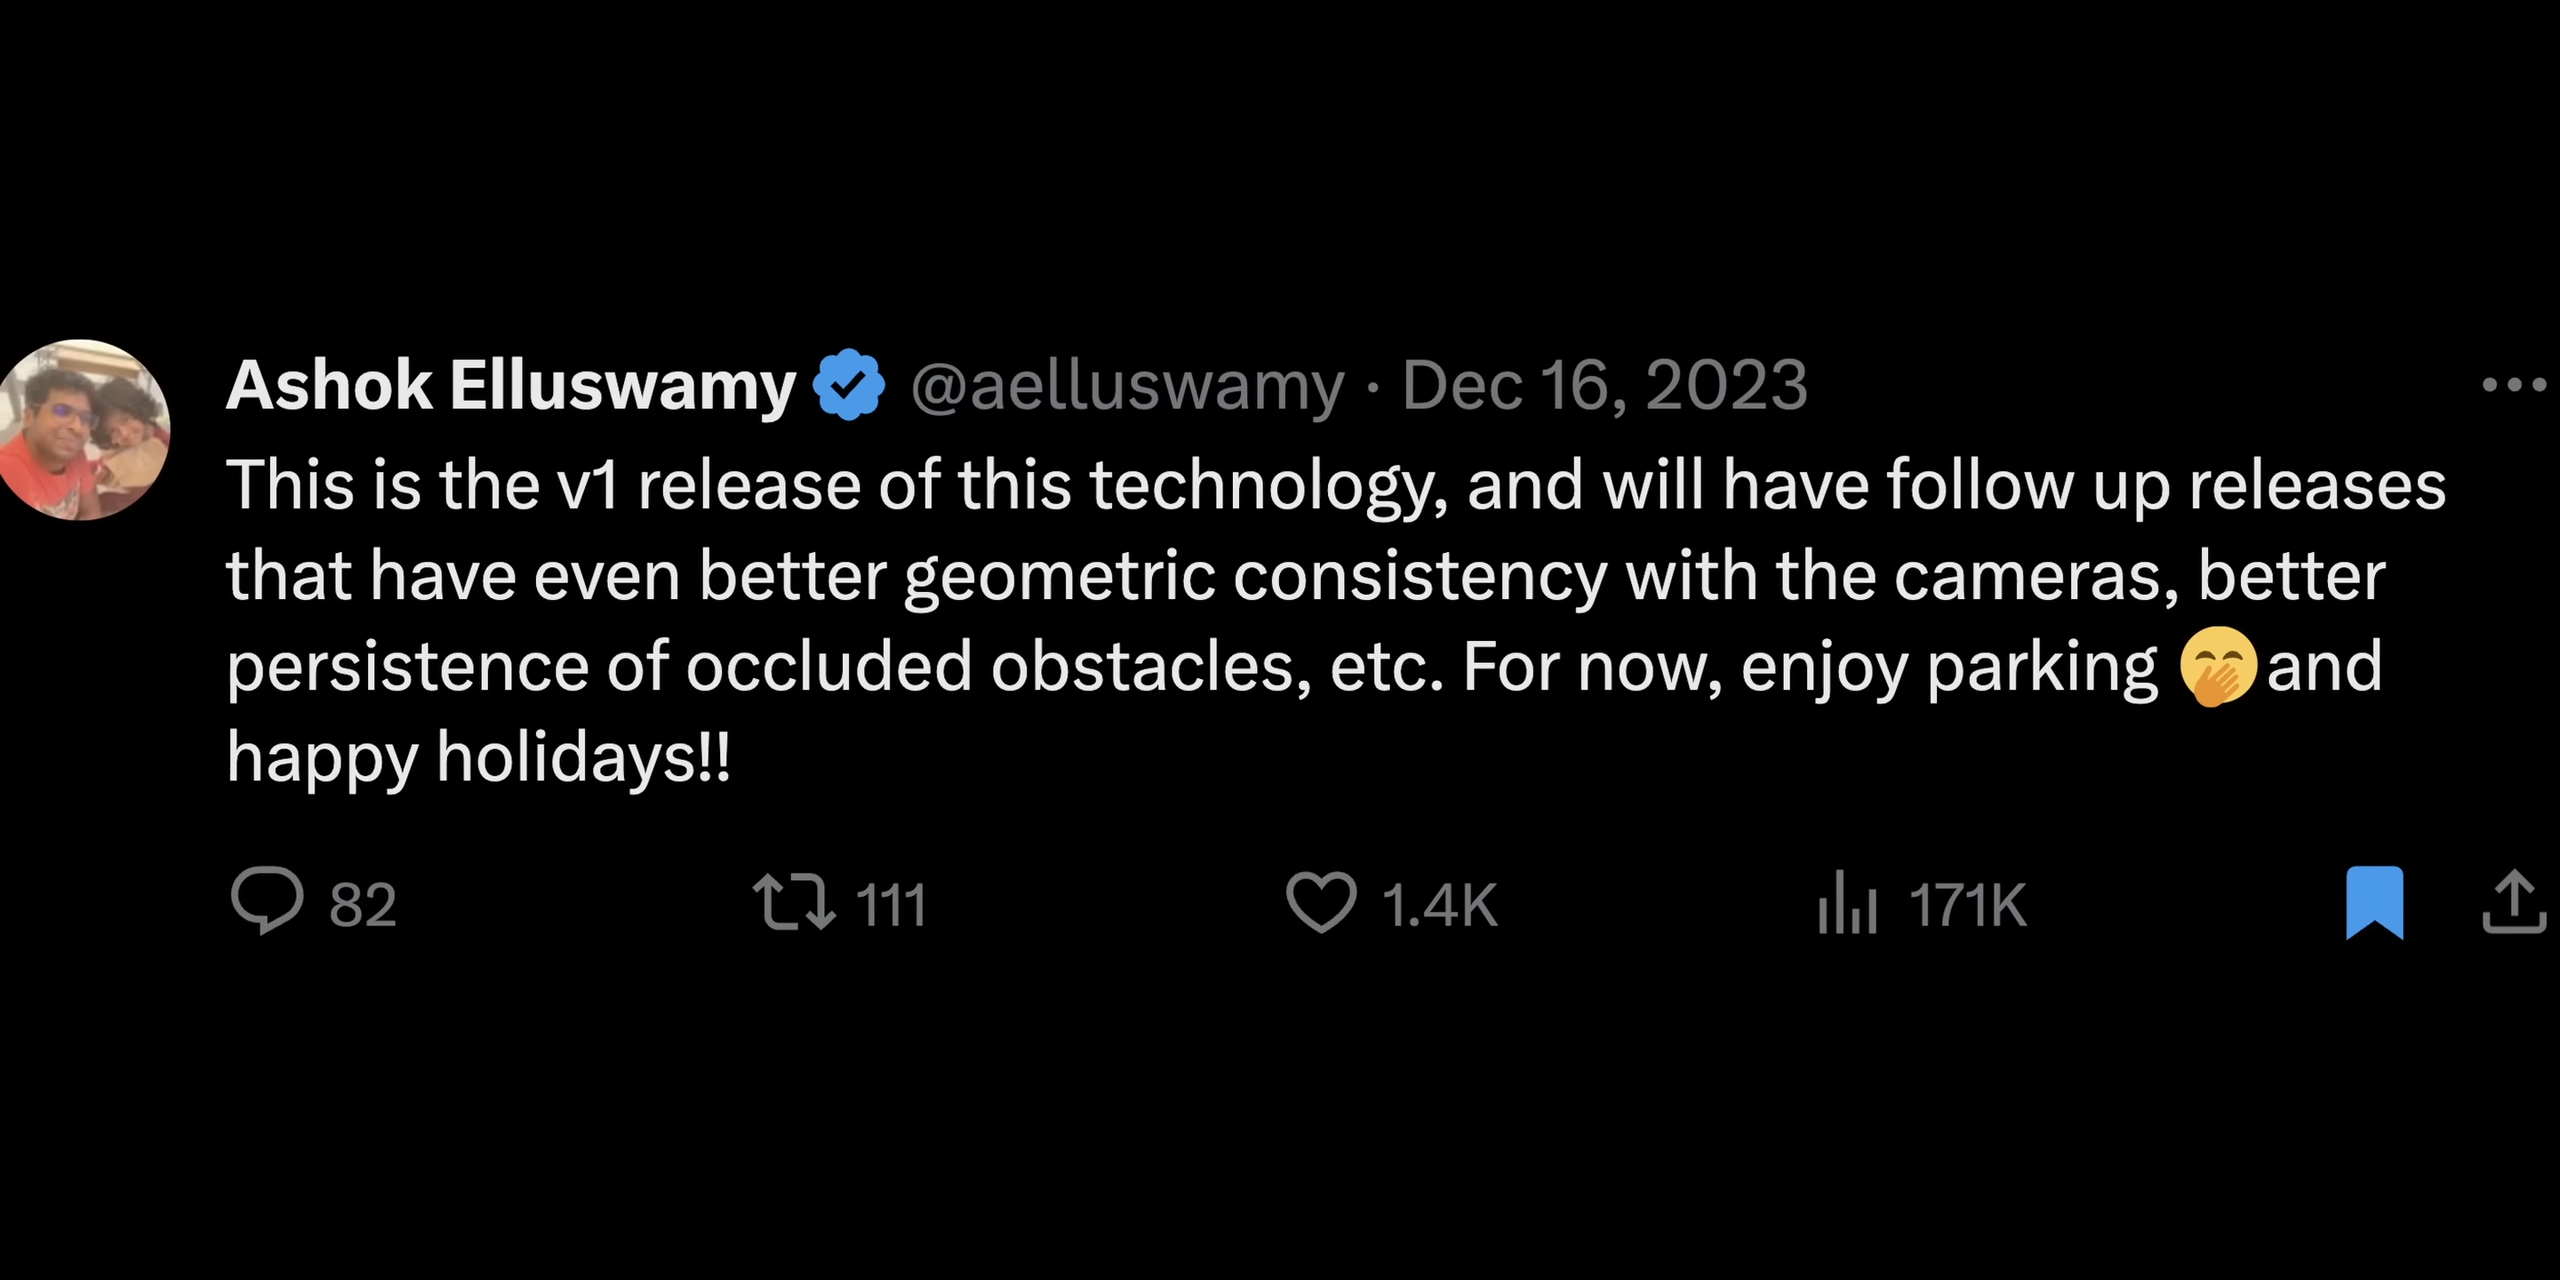 Ashok Elluswamy @aelluswamy · Dec 16, 2023
This is the v1 release of this technology, and will have follow up releases
that have even better geometric consistency with the cameras, better
persistence of occluded obstacles, etc. For now, enjoy parking 🤭and
happy holidays!!
82 111 1.4K 171K